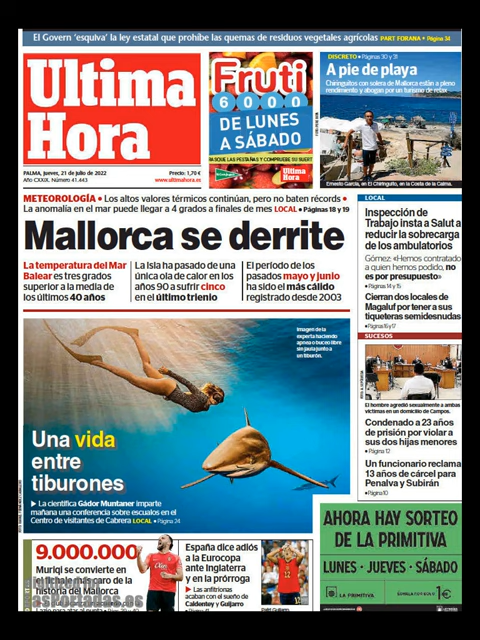 El Govern 'esquiva' la ley estatal que prohíbe las quemas de residuos vegetales agrícolas PART FORANA • Página 34
Ultima
Hora
PALMA, jueves, 21 de julio de 2022
Precio: 1,70 €
Año CXXIX. Número 41.443
www.ultimahora.es
Fruti
6000
DE LUNES
A SÁBADO
RASQUE LAS PESTAÑAS Y COMPRUEBE SU SUERTE
Ultima Hora
DISCRETO • Páginas 30 y 31
A pie de playa
Chiringuitos con solera de Mallorca están a pleno
rendimiento y abogan por un turismo de relax
Ernesto García, en El Chiringuito, en la Costa de la Calma.
METEOROLOGÍA • Los altos valores térmicos continúan, pero no baten récords •
La anomalía en el mar puede llegar a 4 grados a finales de mes LOCAL • Páginas 18 y 19
Mallorca se derrite
La temperatura del Mar
Balear es tres grados
superior a la media de
los últimos 40 años
La Isla ha pasado de una
única ola de calor en los
años 90 a sufrir cinco
en el último trienio
El periodo de los
pasados mayo y junio
ha sido el más cálido
registrado desde 2003
LOCAL
Inspección de
Trabajo insta a Salut a
reducir la sobrecarga
de los ambulatorios
Gómez: «Hemos contratado
a quien hemos podido, no
es por presupuesto»
• Páginas 14 y 15
Cierran dos locales de
Magaluf por tener a sus
tiqueteras semidesnudas
• Páginas 16 y 17
SUCESOS
El hombre agredió sexualmente a ambas
víctimas en un domicilio de Campos.
Condenado a 23 años
de prisión por violar a
sus dos hijas menores
• Página 12
Un funcionario reclama
13 años de cárcel para
Penalva y Subirán
• Página 10
Imagen de la
experta haciendo
apnea o buceo libre
sin jaula junto a
un tiburón.
Una vida
entre
tiburones
▶ La científica Gádor Muntaner imparte
mañana una conferencia sobre escualos en el
Centro de visitantes de Cabrera LOCAL • Página 24
9.000.000
Muriqi se convierte en
el fichaje más caro de la
historia del Mallorca
España dice adiós a
la Eurocopa ante
Inglaterra y
en la prórroga
▶ Las anfitrionas
acaban con el sueño de
Caldentey y Guijarro
Patricia Guijarro
AHORA HAY SORTEO
DE LA PRIMITIVA
LUNES - JUEVES - SÁBADO
LA PRIMITIVA
1€